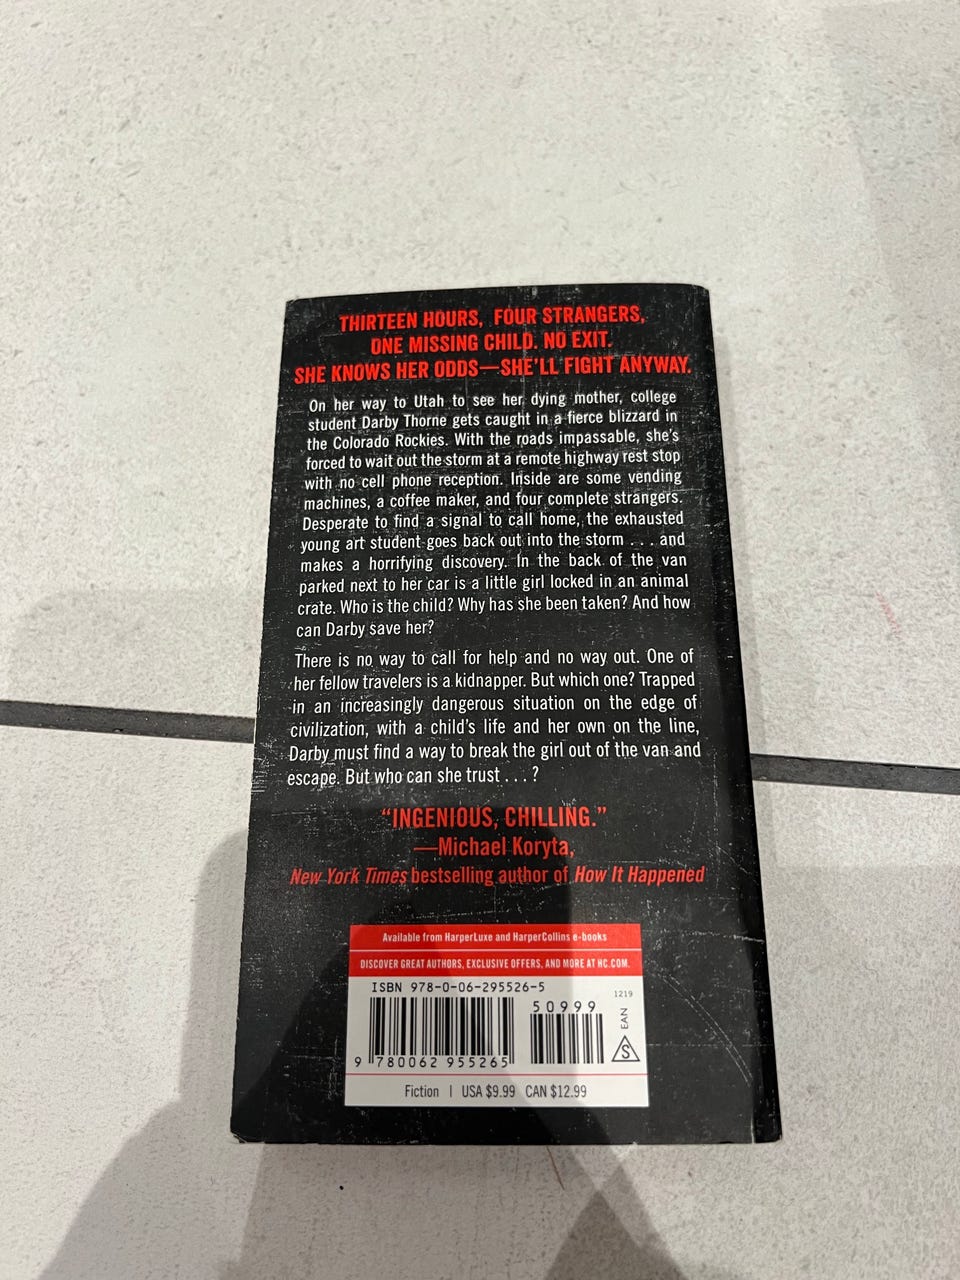 THIRTEEN HOURS, FOUR STRANGERS,
ONE MISSING CHILD. NO EXIT.
SHE KNOWS HER ODDS—SHE'LL FIGHT ANYWAY.
On her way to Utah to see her dying mother, college
student Darby Thorne gets caught in a fierce blizzard in
the Colorado Rockies. With the roads impassable, she's
forced to wait out the storm at a remote highway rest stop
with no cell phone reception. Inside are some vending
machines, a coffee maker, and four complete strangers.
Desperate to find a signal to call home, the exhausted
young art student goes back out into the storm . . . and
makes a horrifying discovery. In the back of the van
parked next to her car is a little girl locked in an animal
crate. Who is the child? Why has she been taken? And how
can Darby save her?
There is no way to call for help and no way out. One of
her fellow travelers is a kidnapper. But which one? Trapped
in an increasingly dangerous situation on the edge of
civilization, with a child's life and her own on the line,
Darby must find a way to break the girl out of the van and
escape. But who can she trust . . . ?
"INGENIOUS, CHILLING."
—Michael Koryta,
New York Times bestselling author of How It Happened
Available from HarperLuxe and HarperCollins e-books
DISCOVER GREAT AUTHORS, EXCLUSIVE OFFERS, AND MORE AT HC.COM.
ISBN 978-0-06-295526-5
50999
1219
EAN
S
9 780062 955265
Fiction | USA $9.99 CAN $12.99